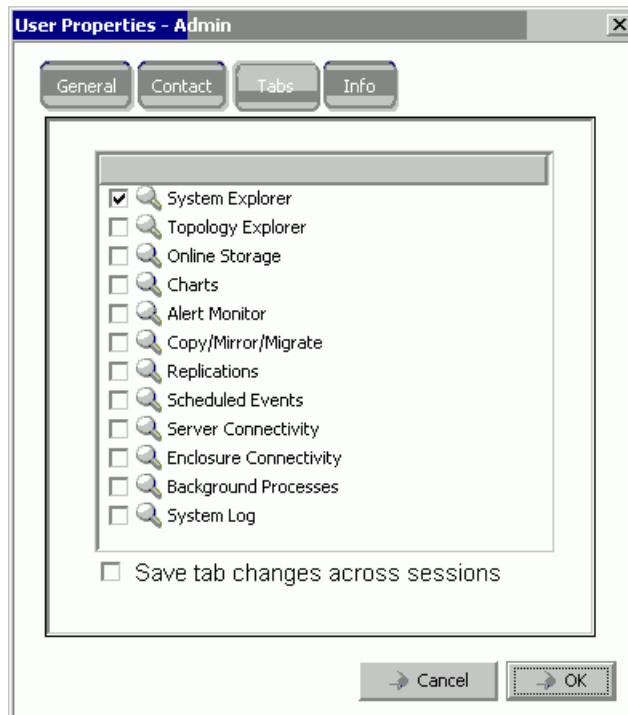 User Properties - Admin
General Contact Tabs Info
System Explorer
Topology Explorer
Online Storage
Charts
Alert Monitor
Copy/Mirror/Migrate
Replications
Scheduled Events
Server Connectivity
Enclosure Connectivity
Background Processes
System Log
Save tab changes across sessions
Cancel OK